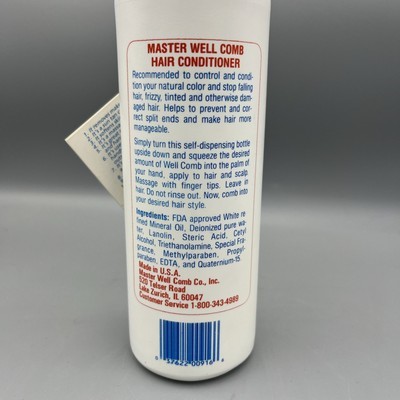 MASTER WELL COMB
HAIR CONDITIONER
Recommended to control and condi-
tion your natural color and stop falling
hair, frizzy, tinted and otherwise dam-
aged hair. Helps to prevent and cor-
rect split ends and make hair more
manageable.
Simply turn this self-dispensing bottle
upside down and squeeze the desired
amount of Well Comb into the palm of
your hand, apply to hair and scalp.
Massage with finger tips. Leave in
hair. Do not rinse out. Now, comb into
your desired hair style.
Ingredients: FDA approved White re
fined Mineral Oil, Deionized pure wa-
ter, Lanolin, Steric Acid, Cetyl
Alcohol, Triethanolamine, Special Fra-
grance, Methylparaben, Propyl-
paraben, EDTA, and Quaternium-15.
Made in U.S.A.
Master Well Comb Co., Inc.
520 Telser Road
Lake Zurich, IL 60047
Customer Service 1-800-343-4989